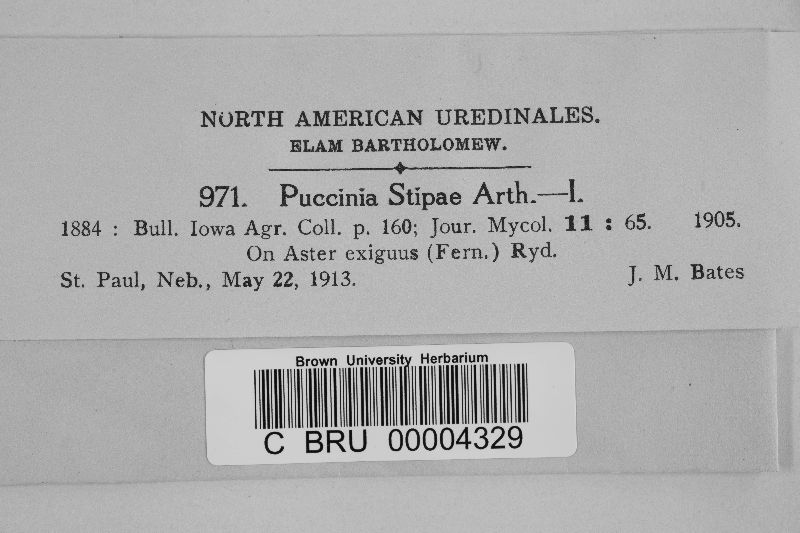 NORTH AMERICAN UREDINALES.
ELAM BARTHOLOMEW.
971. Puccinia Stipae Arth.—I.
1884 : Bull. Iowa Agr. Coll. p. 160; Jour. Mycol. 11 : 65. 1905.
On Aster exiguus (Fern.) Ryd.
St. Paul, Neb., May 22, 1913. J. M. Bates
Brown University Herbarium
C BRU 00004329